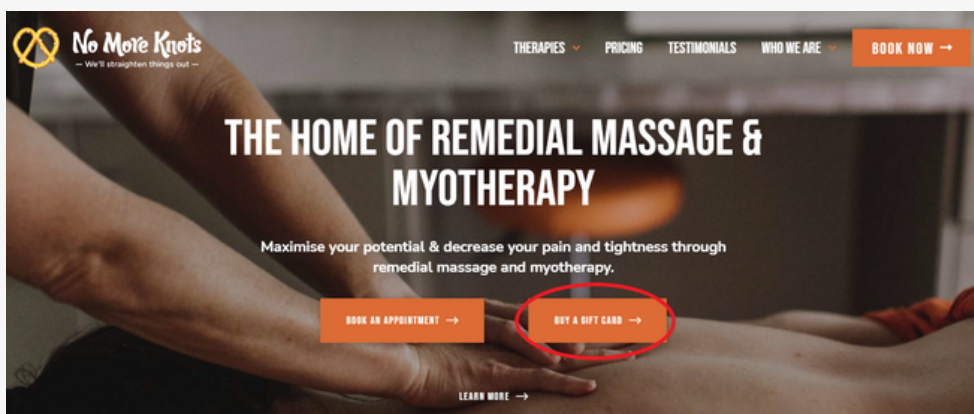 No More Knots
— We'll straighten things out —
THERAPIES
PRICING
TESTIMONIALS
WHO WE ARE
BOOK NOW →
THE HOME OF REMEDIAL MASSAGE &
MYOTHERAPY
Maximise your potential & decrease your pain and tightness through
remedial massage and myotherapy.
BOOK AN APPOINTMENT →
BUY A GIFT CARD →
LEARN MORE →